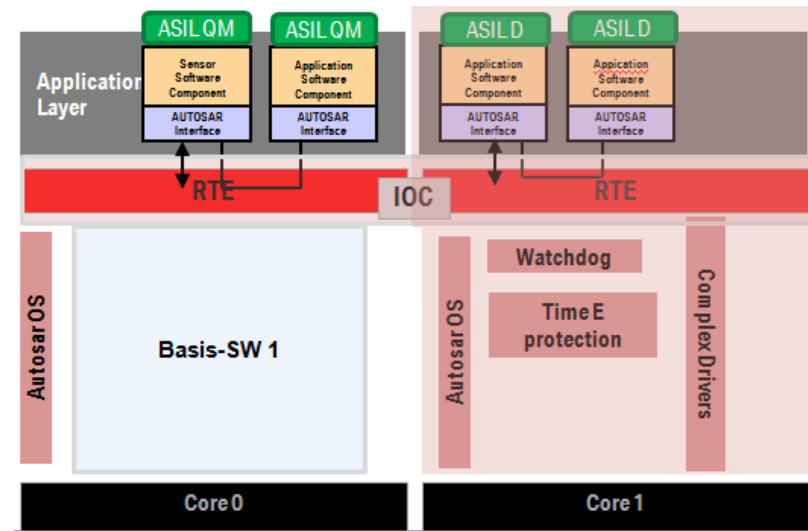 ASIL QM
ASIL QM
ASIL D
ASIL D
Application
Layer
Sensor
Software
Component
AUTOSAR
Interface
Application
Software
Component
AUTOSAR
Interface
Application
Software
Component
AUTOSAR
Interface
Appication
Software
Component
AUTOSAR
Interface
RTE
IOC
RTE
Autosar OS
Basis-SW 1
Autosar OS
Watchdog
Time E
protection
Complex Drivers
Core 0
Core 1